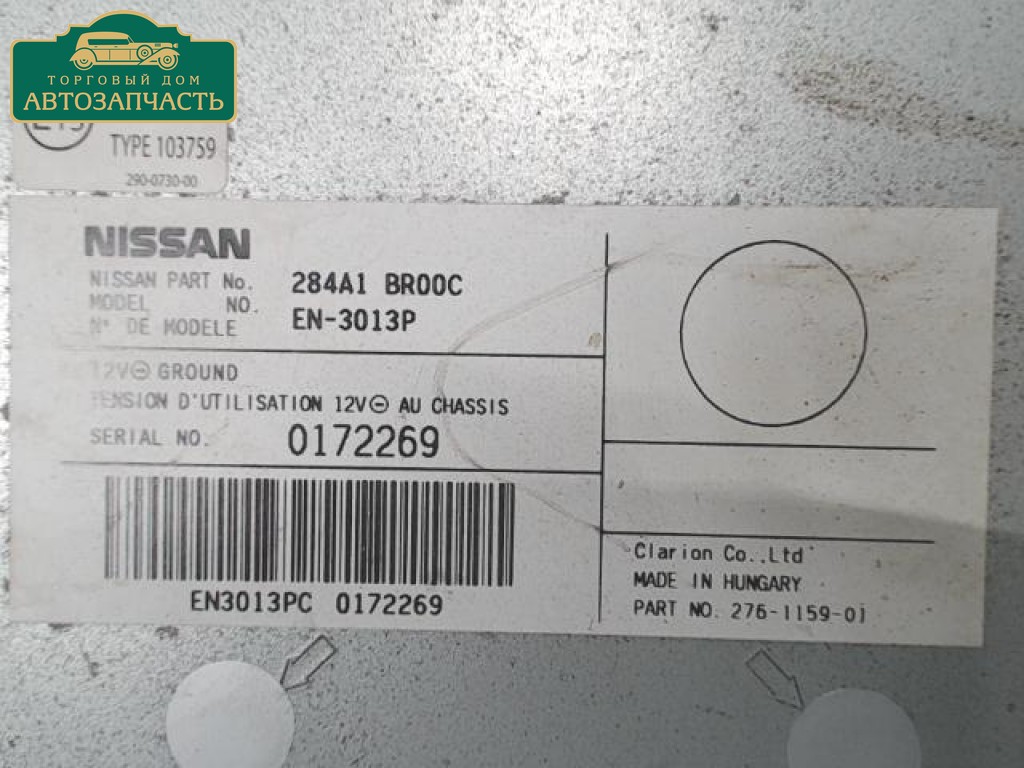 ТОРГОВЫЙ ДОМ
АВТОЗАПЧАСТЬ
TYPE 103759
290-0730-00
NISSAN
NISSAN PART No. 284A1 BR00C
MODEL NO.
N° DE MODELE EN-3013P
12V⊖ GROUND
TENSION D'UTILISATION 12V⊖ AU CHASSIS
SERIAL NO. 0172269
EN3013PC 0172269
Clarion Co.,Ltd
MADE IN HUNGARY
PART NO. 276-1159-01